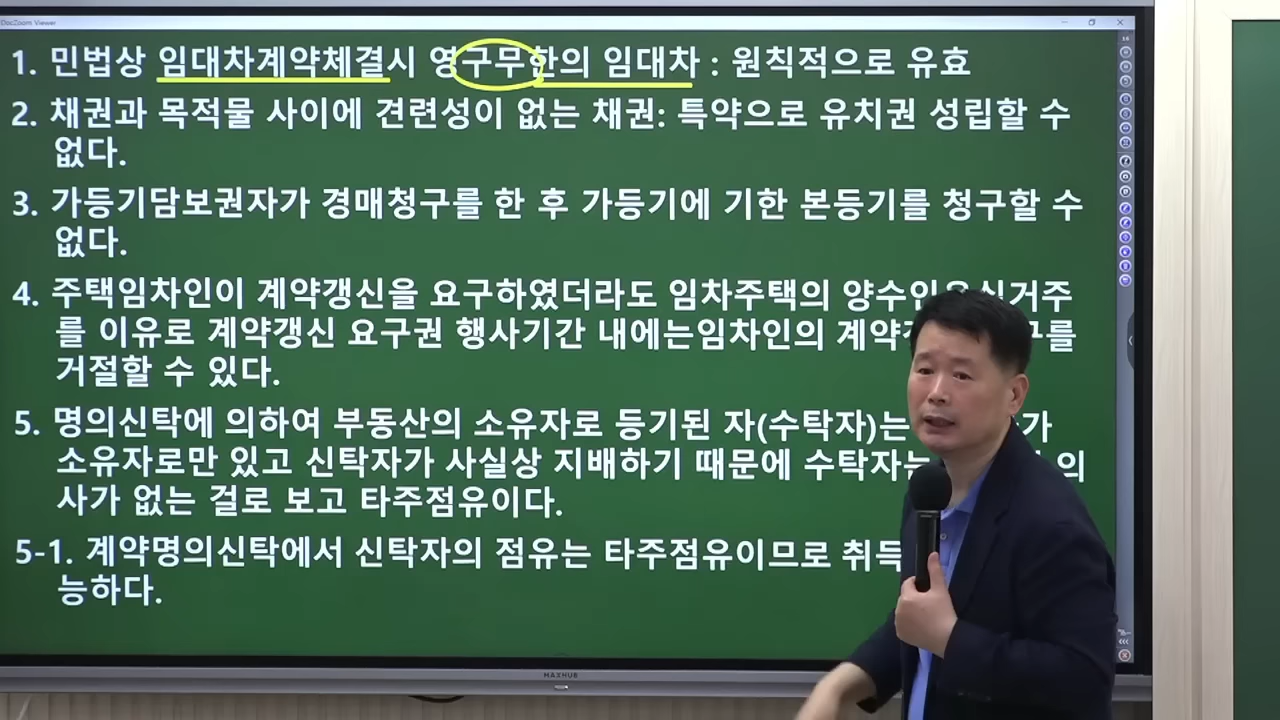 DocZoom Viewer
1. 민법상 임대차계약체결시 영구무한의 임대차 : 원칙적으로 유효
2. 채권과 목적물 사이에 견련성이 없는 채권: 특약으로 유치권 성립할 수
없다.
3. 가등기담보권자가 경매청구를 한 후 가등기에 기한 본등기를 청구할 수
없다.
4. 주택임차인이 계약갱신을 요구하였더라도 임차주택의 양수인은실거주
를 이유로 계약갱신 요구권 행사기간 내에는임차인의 를
거절할 수 있다.
5. 명의신탁에 의하여 부동산의 소유자로 등기된 자(수탁자)는 가
소유자로만 있고 신탁자가 사실상 지배하기 때문에 수탁자는 의
사가 없는 걸로 보고 타주점유이다.
5-1. 계약명의신탁에서 신탁자의 점유는 타주점유이므로 취득
능하다.
MAXHUB